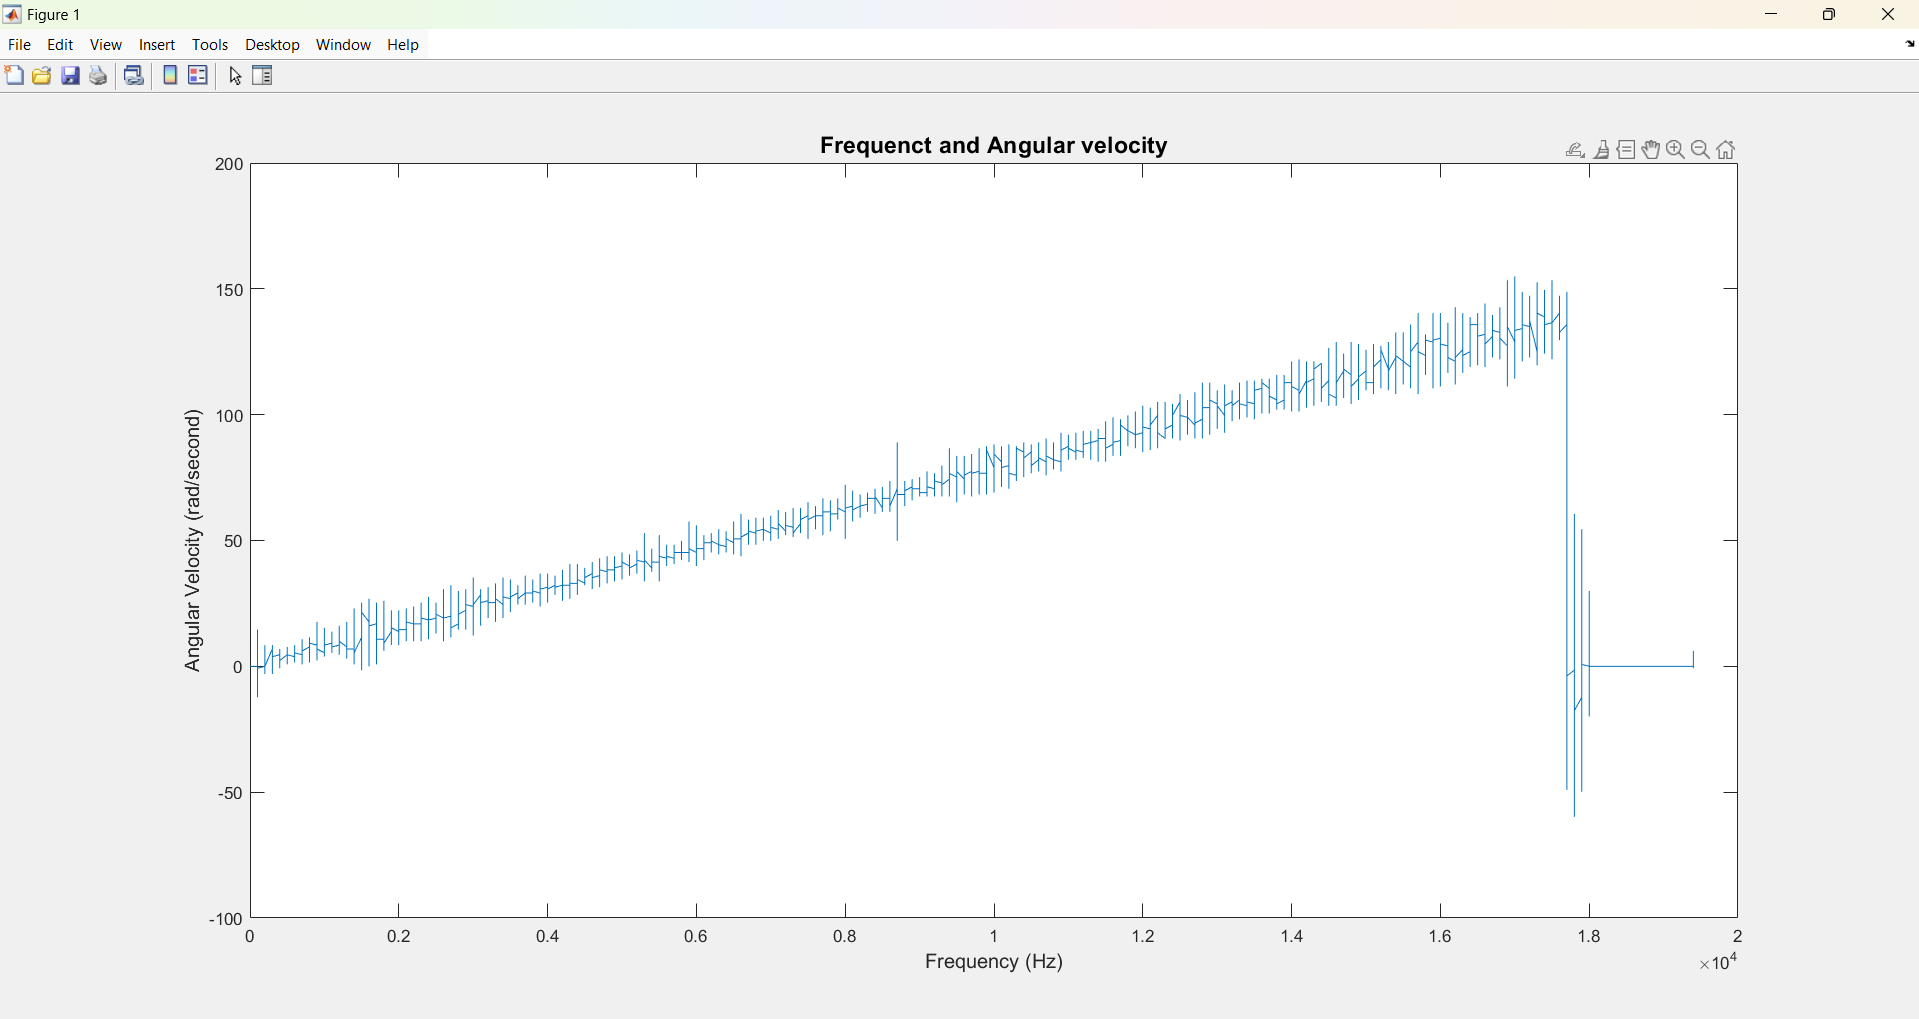 Figure 1
File Edit View Insert Tools Desktop Window Help
Frequenct and Angular velocity
200
150
100
50
0
-50
-100
Angular Velocity (rad/second)
0 0.2 0.4 0.6 0.8 1 1.2 1.4 1.6 1.8 2
Frequency (Hz)
×10⁴